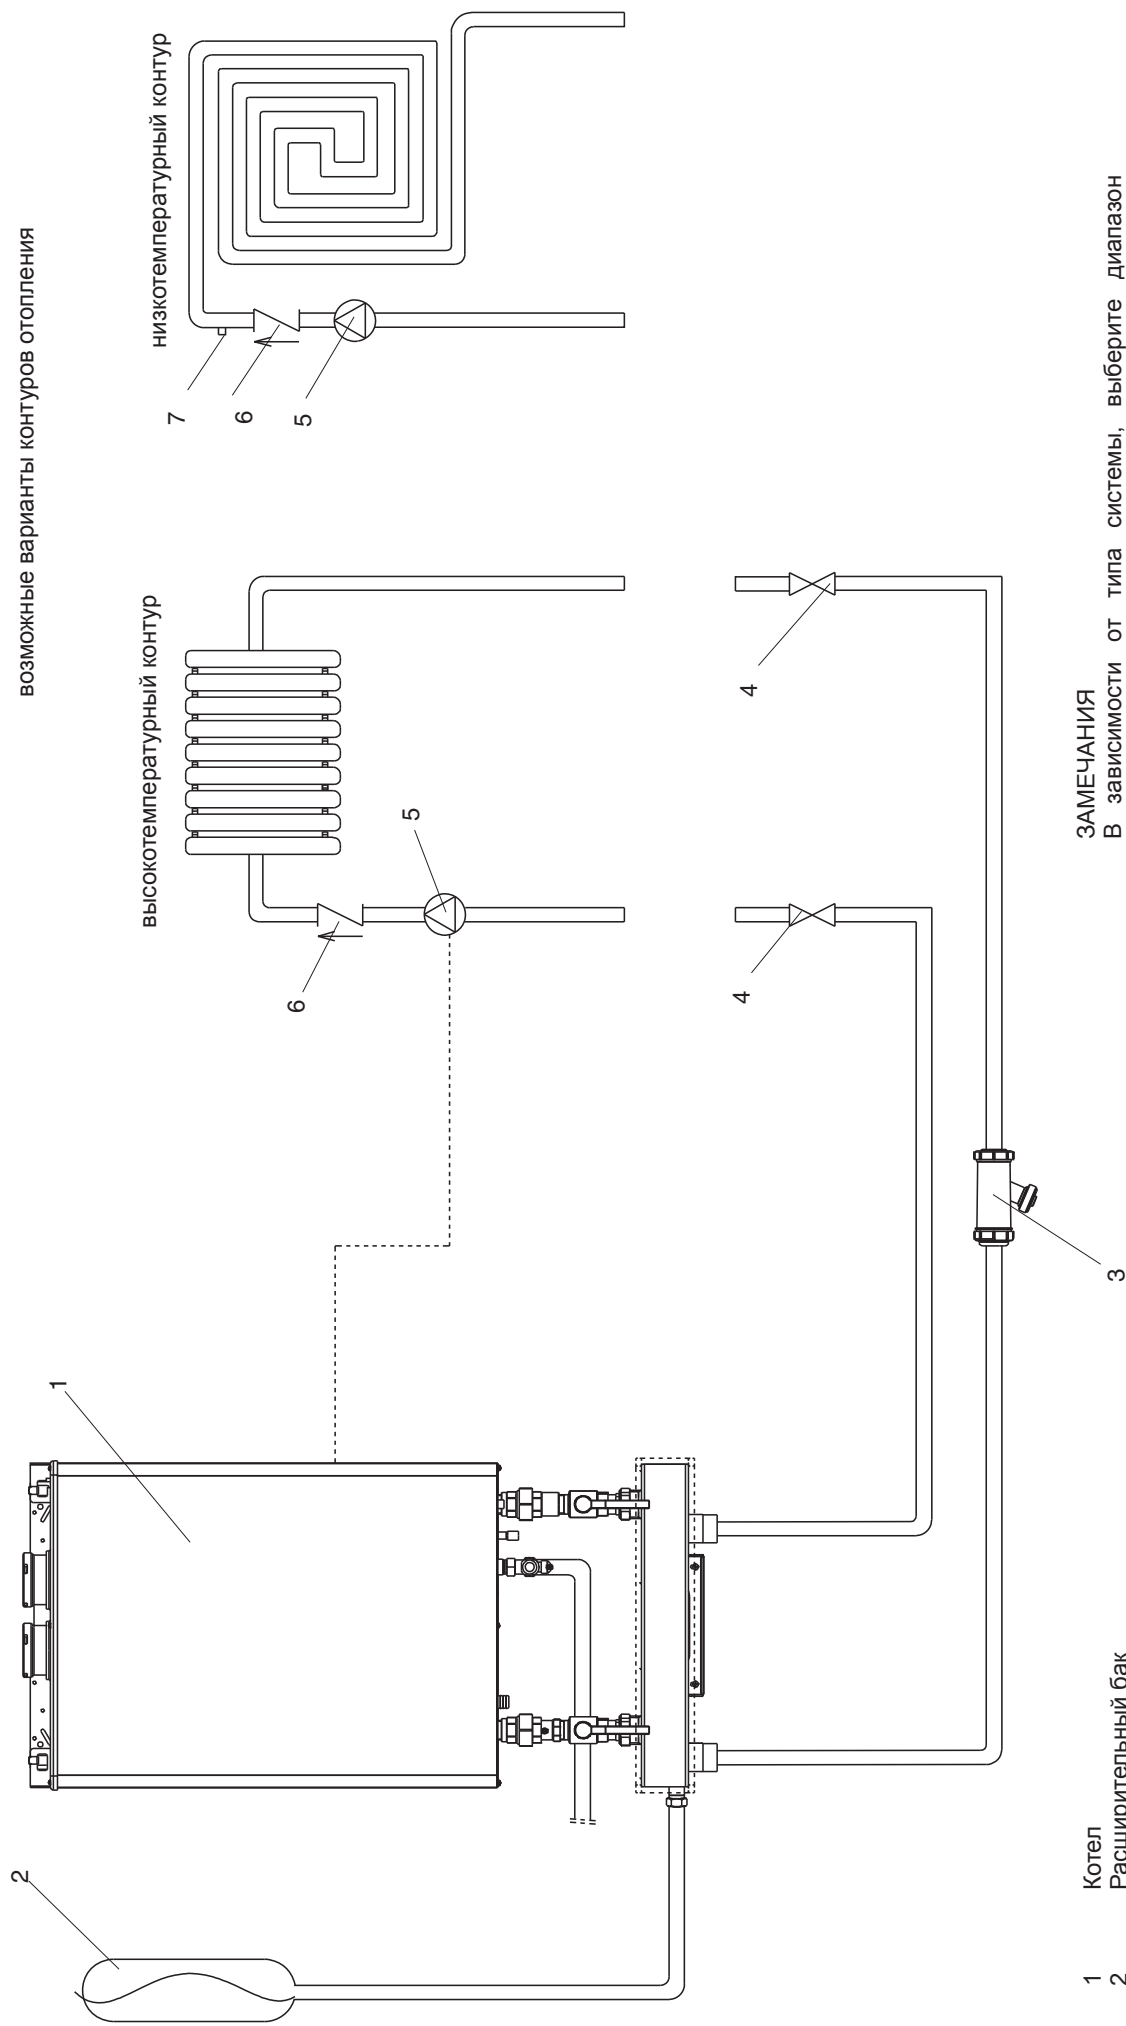 возможные варианты контуров отопления
высокотемпературный контур
низкотемпературный контур
1
2
3
4
4
5
6
7
6
5
1 Котел
2 Расширительный бак
ЗАМЕЧАНИЯ
В зависимости от типа системы, выберите диапазон